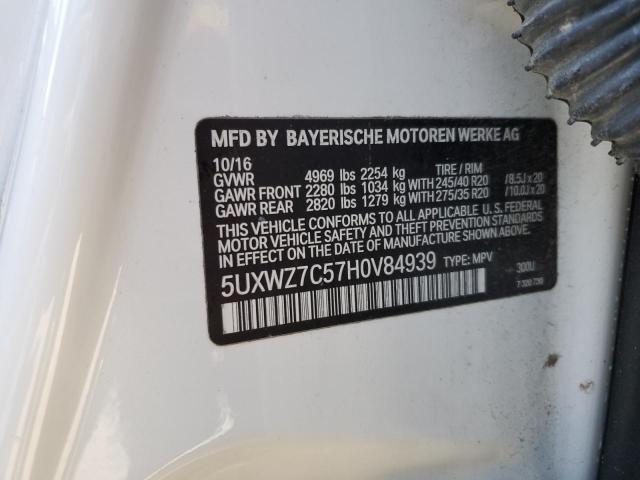 MFD BY BAYERISCHE MOTOREN WERKE AG
10/16
GVWR 4969 lbs 2254 kg TIRE / RIM
GAWR FRONT 2280 lbs 1034 kg WITH 245/40 R20 /8.5J x 20
GAWR REAR 2820 lbs 1279 kg WITH 275/35 R20 /10.0J x 20
THIS VEHICLE CONFORMS TO ALL APPLICABLE U.S. FEDERAL
MOTOR VEHICLE SAFETY AND THEFT PREVENTION
STANDARDS IN EFFECT ON THE DATE OF
MANUFACTURE SHOWN ABOVE.
5UXWZ7C57H0V84939 TYPE: MPV
300U